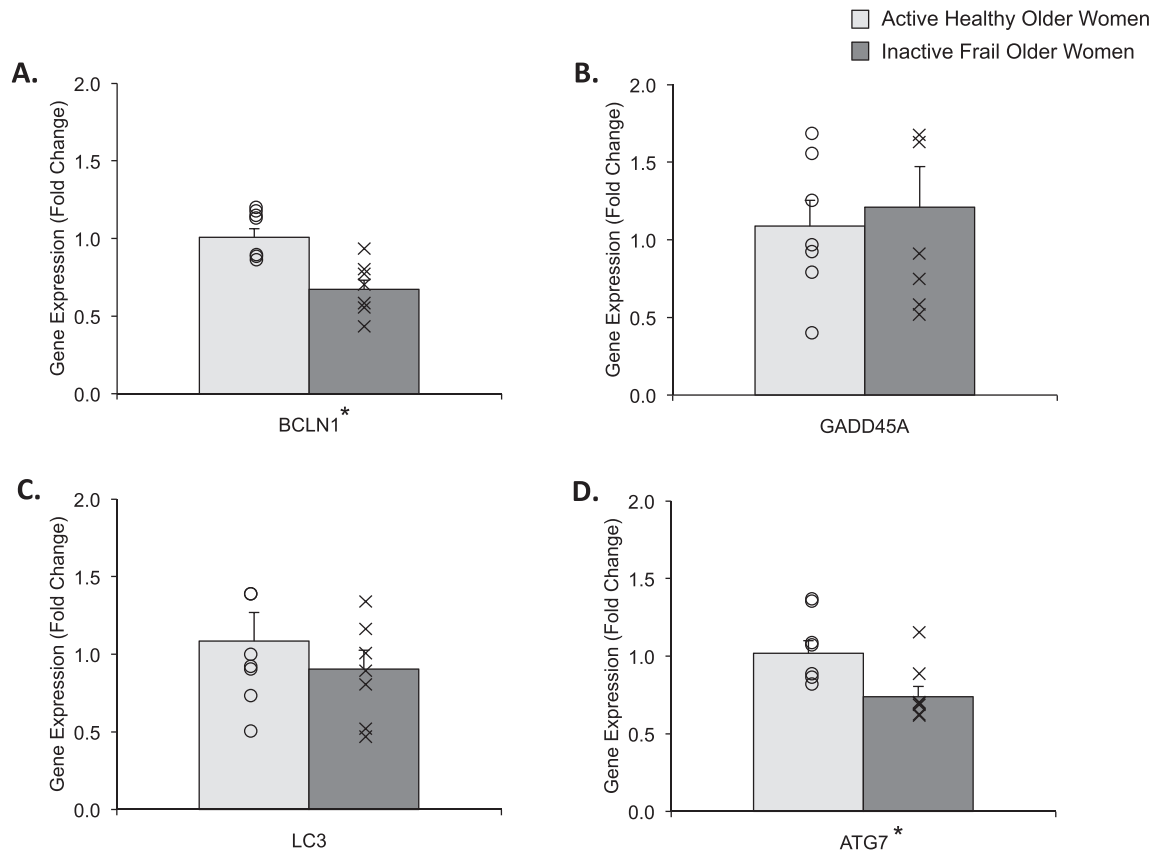 Active Healthy Older Women
Inactive Frail Older Women
A.
Gene Expression (Fold Change)
2.0
1.5
1.0
0.5
0.0
BCLN1*
B.
Gene Expression (Fold Change)
2.0
1.5
1.0
0.5
0.0
GADD45A
C.
Gene Expression (Fold Change)
2.0
1.5
1.0
0.5
0.0
LC3
D.
Gene Expression (Fold Change)
2.0
1.5
1.0
0.5
0.0
ATG7 *